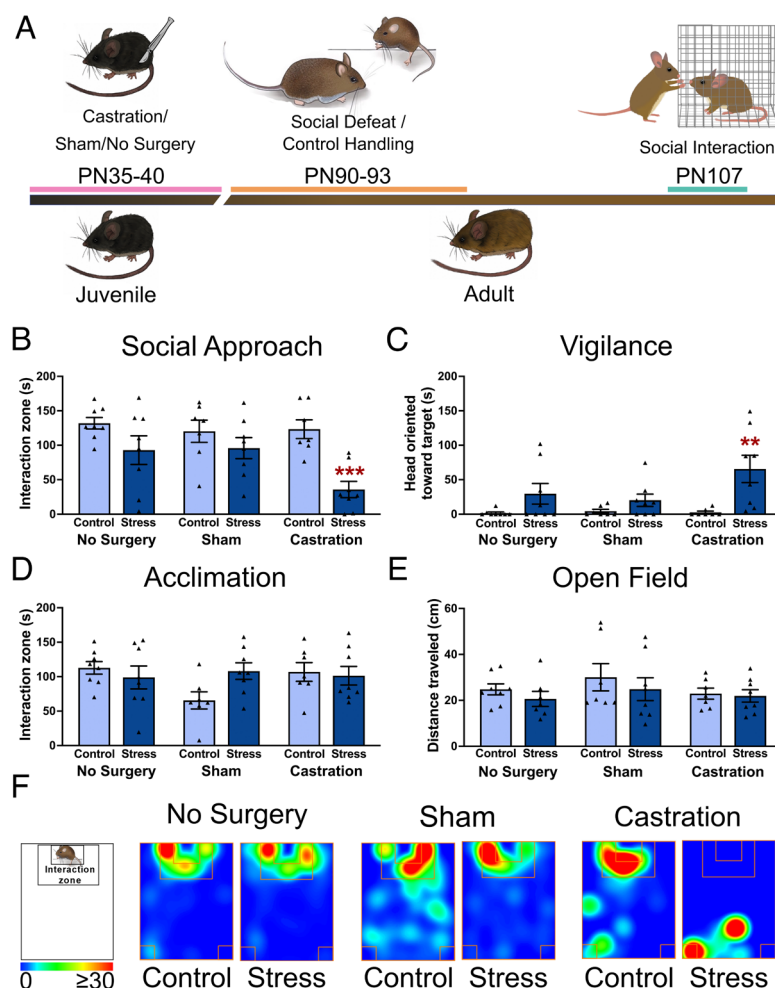 A
Castration/
Sham/No Surgery
Social Defeat /
Control Handling
Social Interaction
PN35-40
PN90-93
PN107
Juvenile
Adult
B
Social Approach
Interaction zone (s)
200
150
100
50
0
***
Control
Stress
Control
Stress
Control
Stress
No Surgery
Sham
Castration
C
Vigilance
Head oriented
toward target (s)
200
150
100
50
0
**
Control
Stress
Control
Stress
Control
Stress
No Surgery
Sham
Castration
D
Acclimation
Interaction zone (s)
200
150
100
50
0
Control
Stress
Control
Stress
Control
Stress
No Surgery
Sham
Castration
E
Open Field
Distance traveled (cm)
60
40
20
0
Control
Stress
Control
Stress
Control
Stress
No Surgery
Sham
Castration
F
No Surgery
Sham
Castration
Interaction
zone
0
≥30
Control
Stress
Control
Stress
Control
Stress